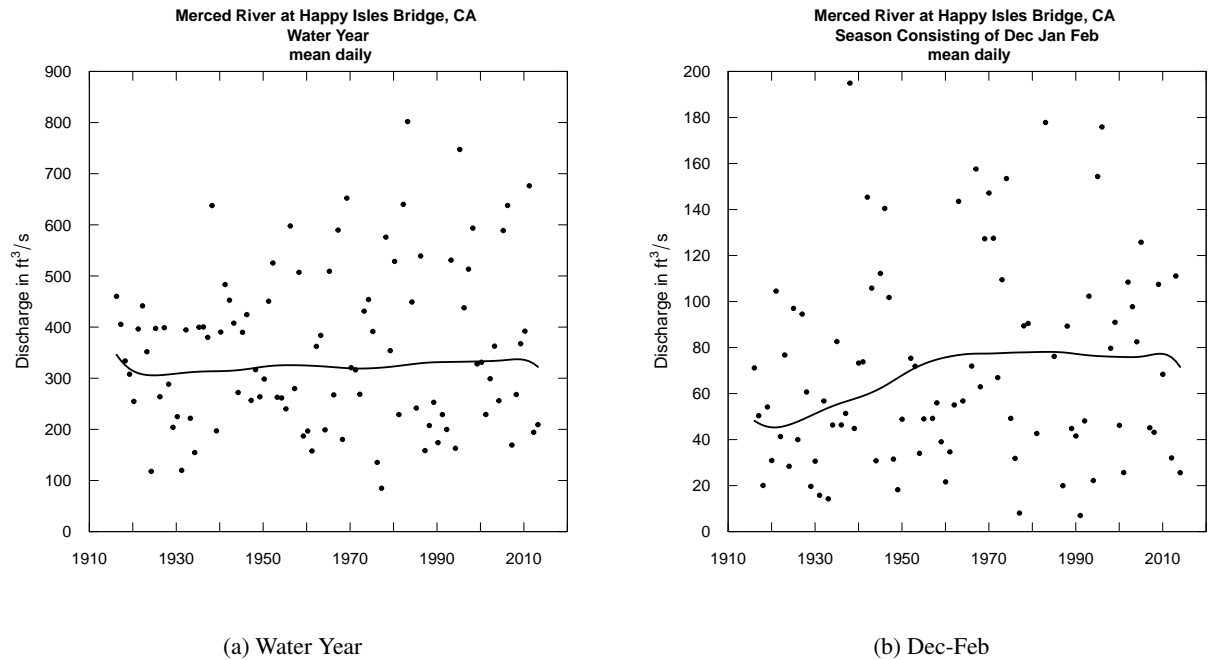 Merced River at Happy Isles Bridge, CA
Water Year
mean daily
900
800
700
600
500
400
300
200
100
0
Discharge in ft³/s
1910 1930 1950 1970 1990 2010
(a) Water Year
Merced River at Happy Isles Bridge, CA
Season Consisting of Dec Jan Feb
mean daily
200
180
160
140
120
100
80
60
40
20
0
Discharge in ft³/s
1910 1930 1950 1970 1990 2010
(b) Dec-Feb